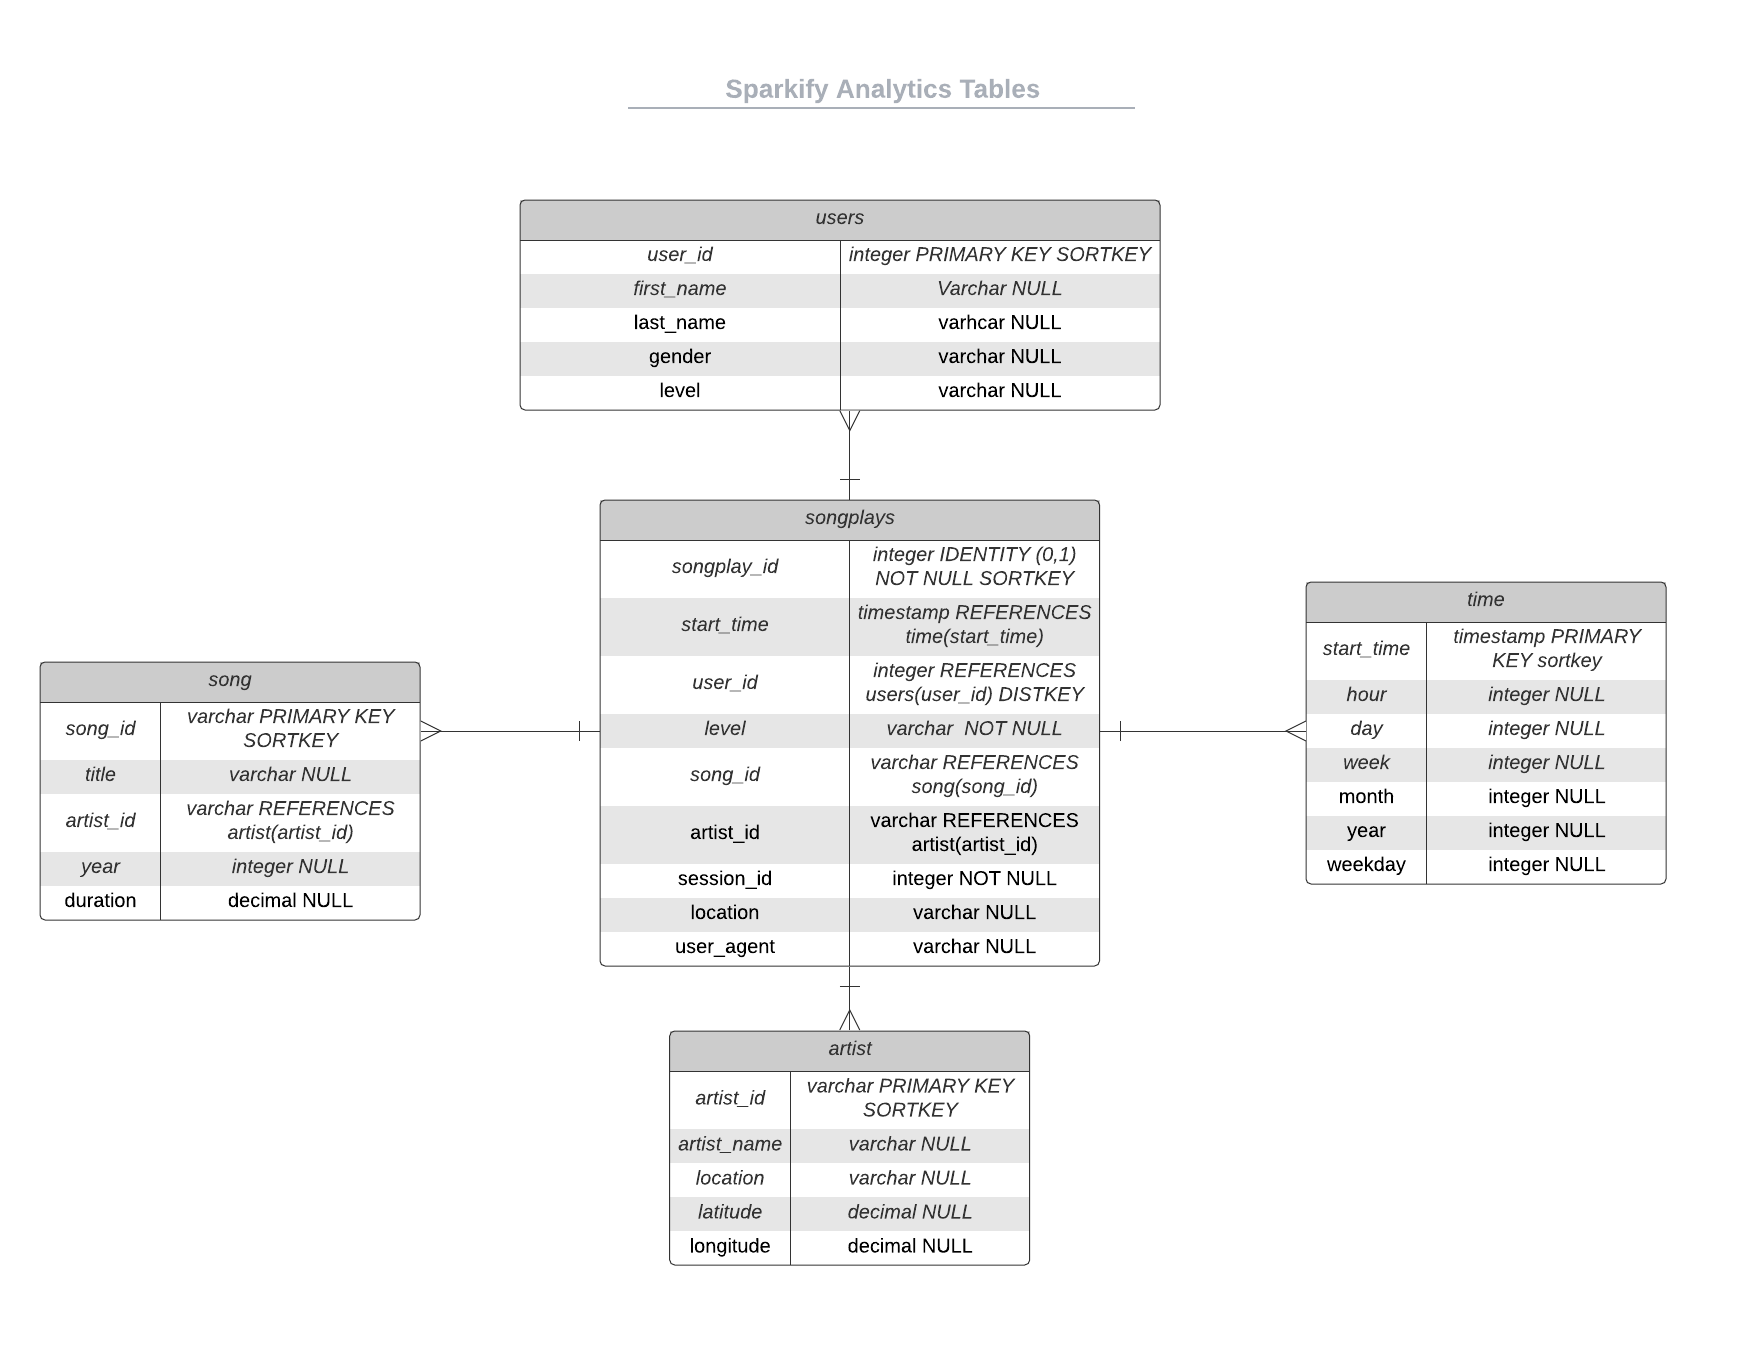 Sparkify Analytics Tables
users
user_id integer PRIMARY KEY SORTKEY
first_name Varchar NULL
last_name varhcar NULL
gender varchar NULL
level varchar NULL
songplays
songplay_id integer IDENTITY (0,1)
NOT NULL SORTKEY
start_time timestamp REFERENCES
time(start_time)
user_id integer REFERENCES
users(user_id) DISTKEY
level varchar NOT NULL
song_id varchar REFERENCES
song(song_id)
artist_id varchar REFERENCES
artist(artist_id)
session_id integer NOT NULL
location varchar NULL
user_agent varchar NULL
time
start_time timestamp PRIMARY
KEY sortkey
hour integer NULL
day integer NULL
week integer NULL
month integer NULL
year integer NULL
weekday integer NULL
song
song_id varchar PRIMARY KEY
SORTKEY
title varchar NULL
artist_id varchar REFERENCES
artist(artist_id)
year integer NULL
duration decimal NULL
artist
artist_id varchar PRIMARY KEY
SORTKEY
artist_name varchar NULL
location varchar NULL
latitude decimal NULL
longitude decimal NULL